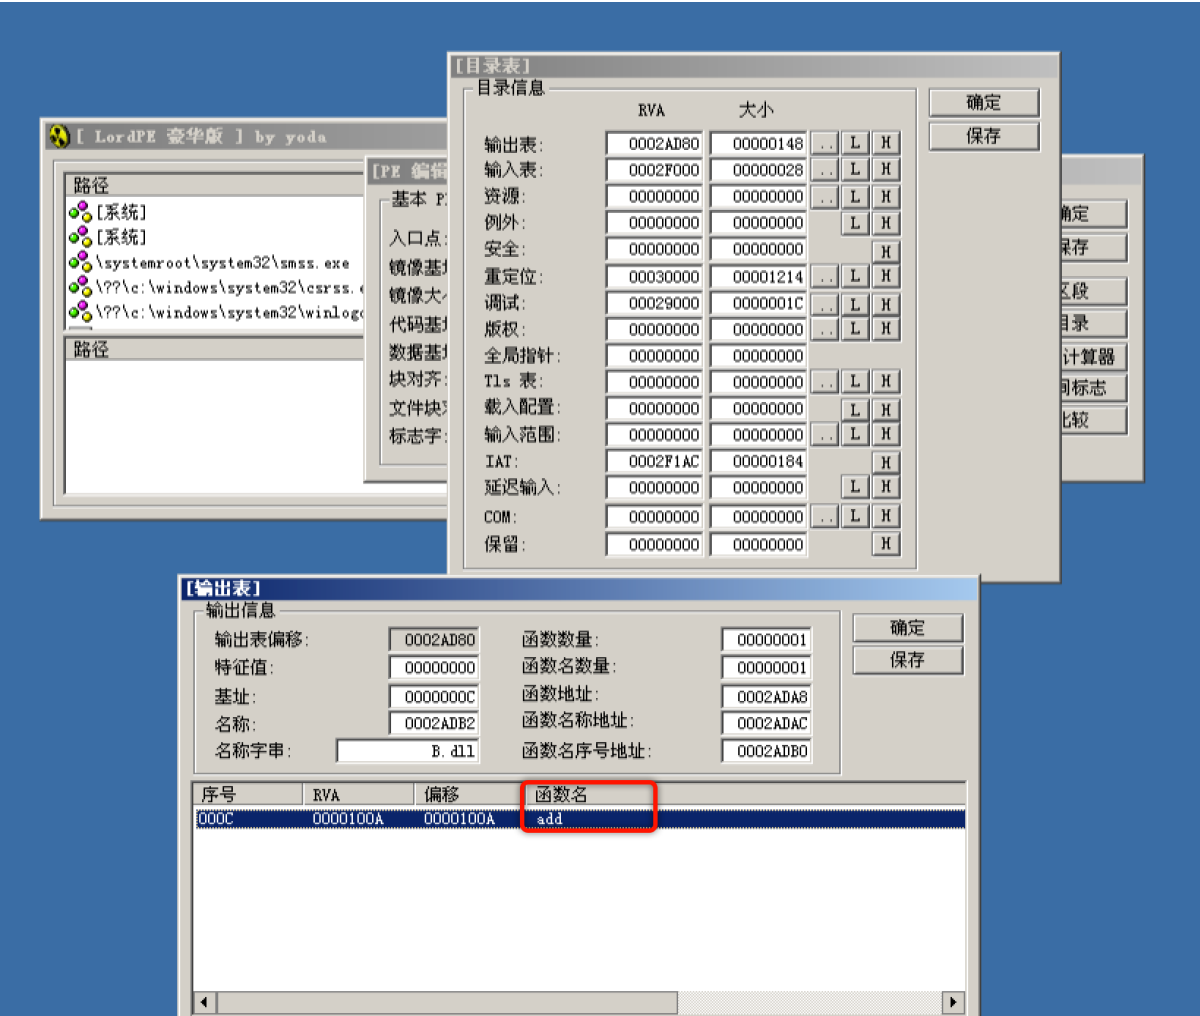 [目录表]
目录信息
RVA 大小
确定
保存
输出表: 0002AD80 00000148 .. L H
输入表: 0002F000 00000028 .. L H
资源: 00000000 00000000 .. L H
例外: 00000000 00000000 L H
安全: 00000000 00000000 H
重定位: 00030000 00001214 .. L H
调试: 00029000 0000001C .. L H
版权: 00000000 00000000 .. L H
全局指针: 00000000 00000000
Tls 表: 00000000 00000000 .. L H
载入配置: 00000000 00000000 L H
输入范围: 00000000 00000000 .. L H
IAT: 0002F1AC 00000184 H
延迟输入: 00000000 00000000 L H
COM: 00000000 00000000 .. L H
保留: 00000000 00000000 H
[ LordPE 豪华版 ] by yoda
路径
[系统]
[系统]
\systemroot\system32\smss.exe
\??\c:\windows\system32\csrss.
\??\c:\windows\system32\winlog
路径
[PE 编辑
基本 P
入口点:
镜像基
镜像大
代码基
数据基
块对齐:
文件块
标志字:
确定
保存
区段
目录
计算器
标志
比较
[输出表]
输出信息
确定
保存
输出表偏移: 0002AD80 函数数量: 00000001
特征值: 00000000 函数名数量: 00000001
基址: 0000000C 函数地址: 0002ADA8
名称: 0002ADB2 函数名称地址: 0002ADAC
名称字串: B.dll 函数名序号地址: 0002ADB0
序号 RVA 偏移 函数名
000C 0000100A 0000100A add